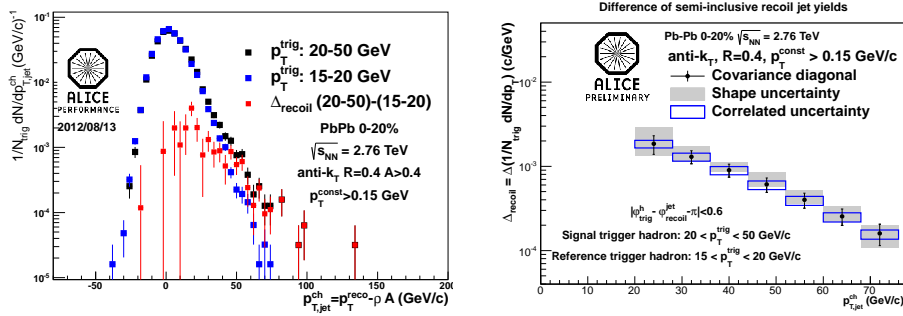 1/N_trig dN/dp_T,jet^ch (GeV/c)^-1
10^-1
10^-2
10^-3
10^-4
10^-5
ALICE
PERFORMANCE
2012/08/13
p_T^trig: 20-50 GeV
p_T^trig: 15-20 GeV
Δ_recoil (20-50)-(15-20)
PbPb 0-20%
√s_NN = 2.76 TeV
anti-k_T R=0.4 A>0.4
p_T^const>0.15 GeV
-50 0 50 100 150 200
p_T,jet^ch=p_T^reco-ρ A (GeV/c)
Difference of semi-inclusive recoil jet yields
Δ_recoil = Δ(1/N_trig dN/dp_T) (c/GeV)
10^-2
10^-3
10^-4
ALICE
PRELIMINARY
Pb-Pb 0-20% √s_NN = 2.76 TeV
anti-k_T, R=0.4, p_T^const > 0.15 GeV/c
Covariance diagonal
Shape uncertainty
Correlated uncertainty
|φ_trig^h - φ_recoil^jet -π|<0.6
Signal trigger hadron: 20 < p_T^trig < 50 GeV/c
Reference trigger hadron: 15 < p_T^trig < 20 GeV/c
0 10 20 30 40 50 60 70
p_T,jet^ch (GeV/c)